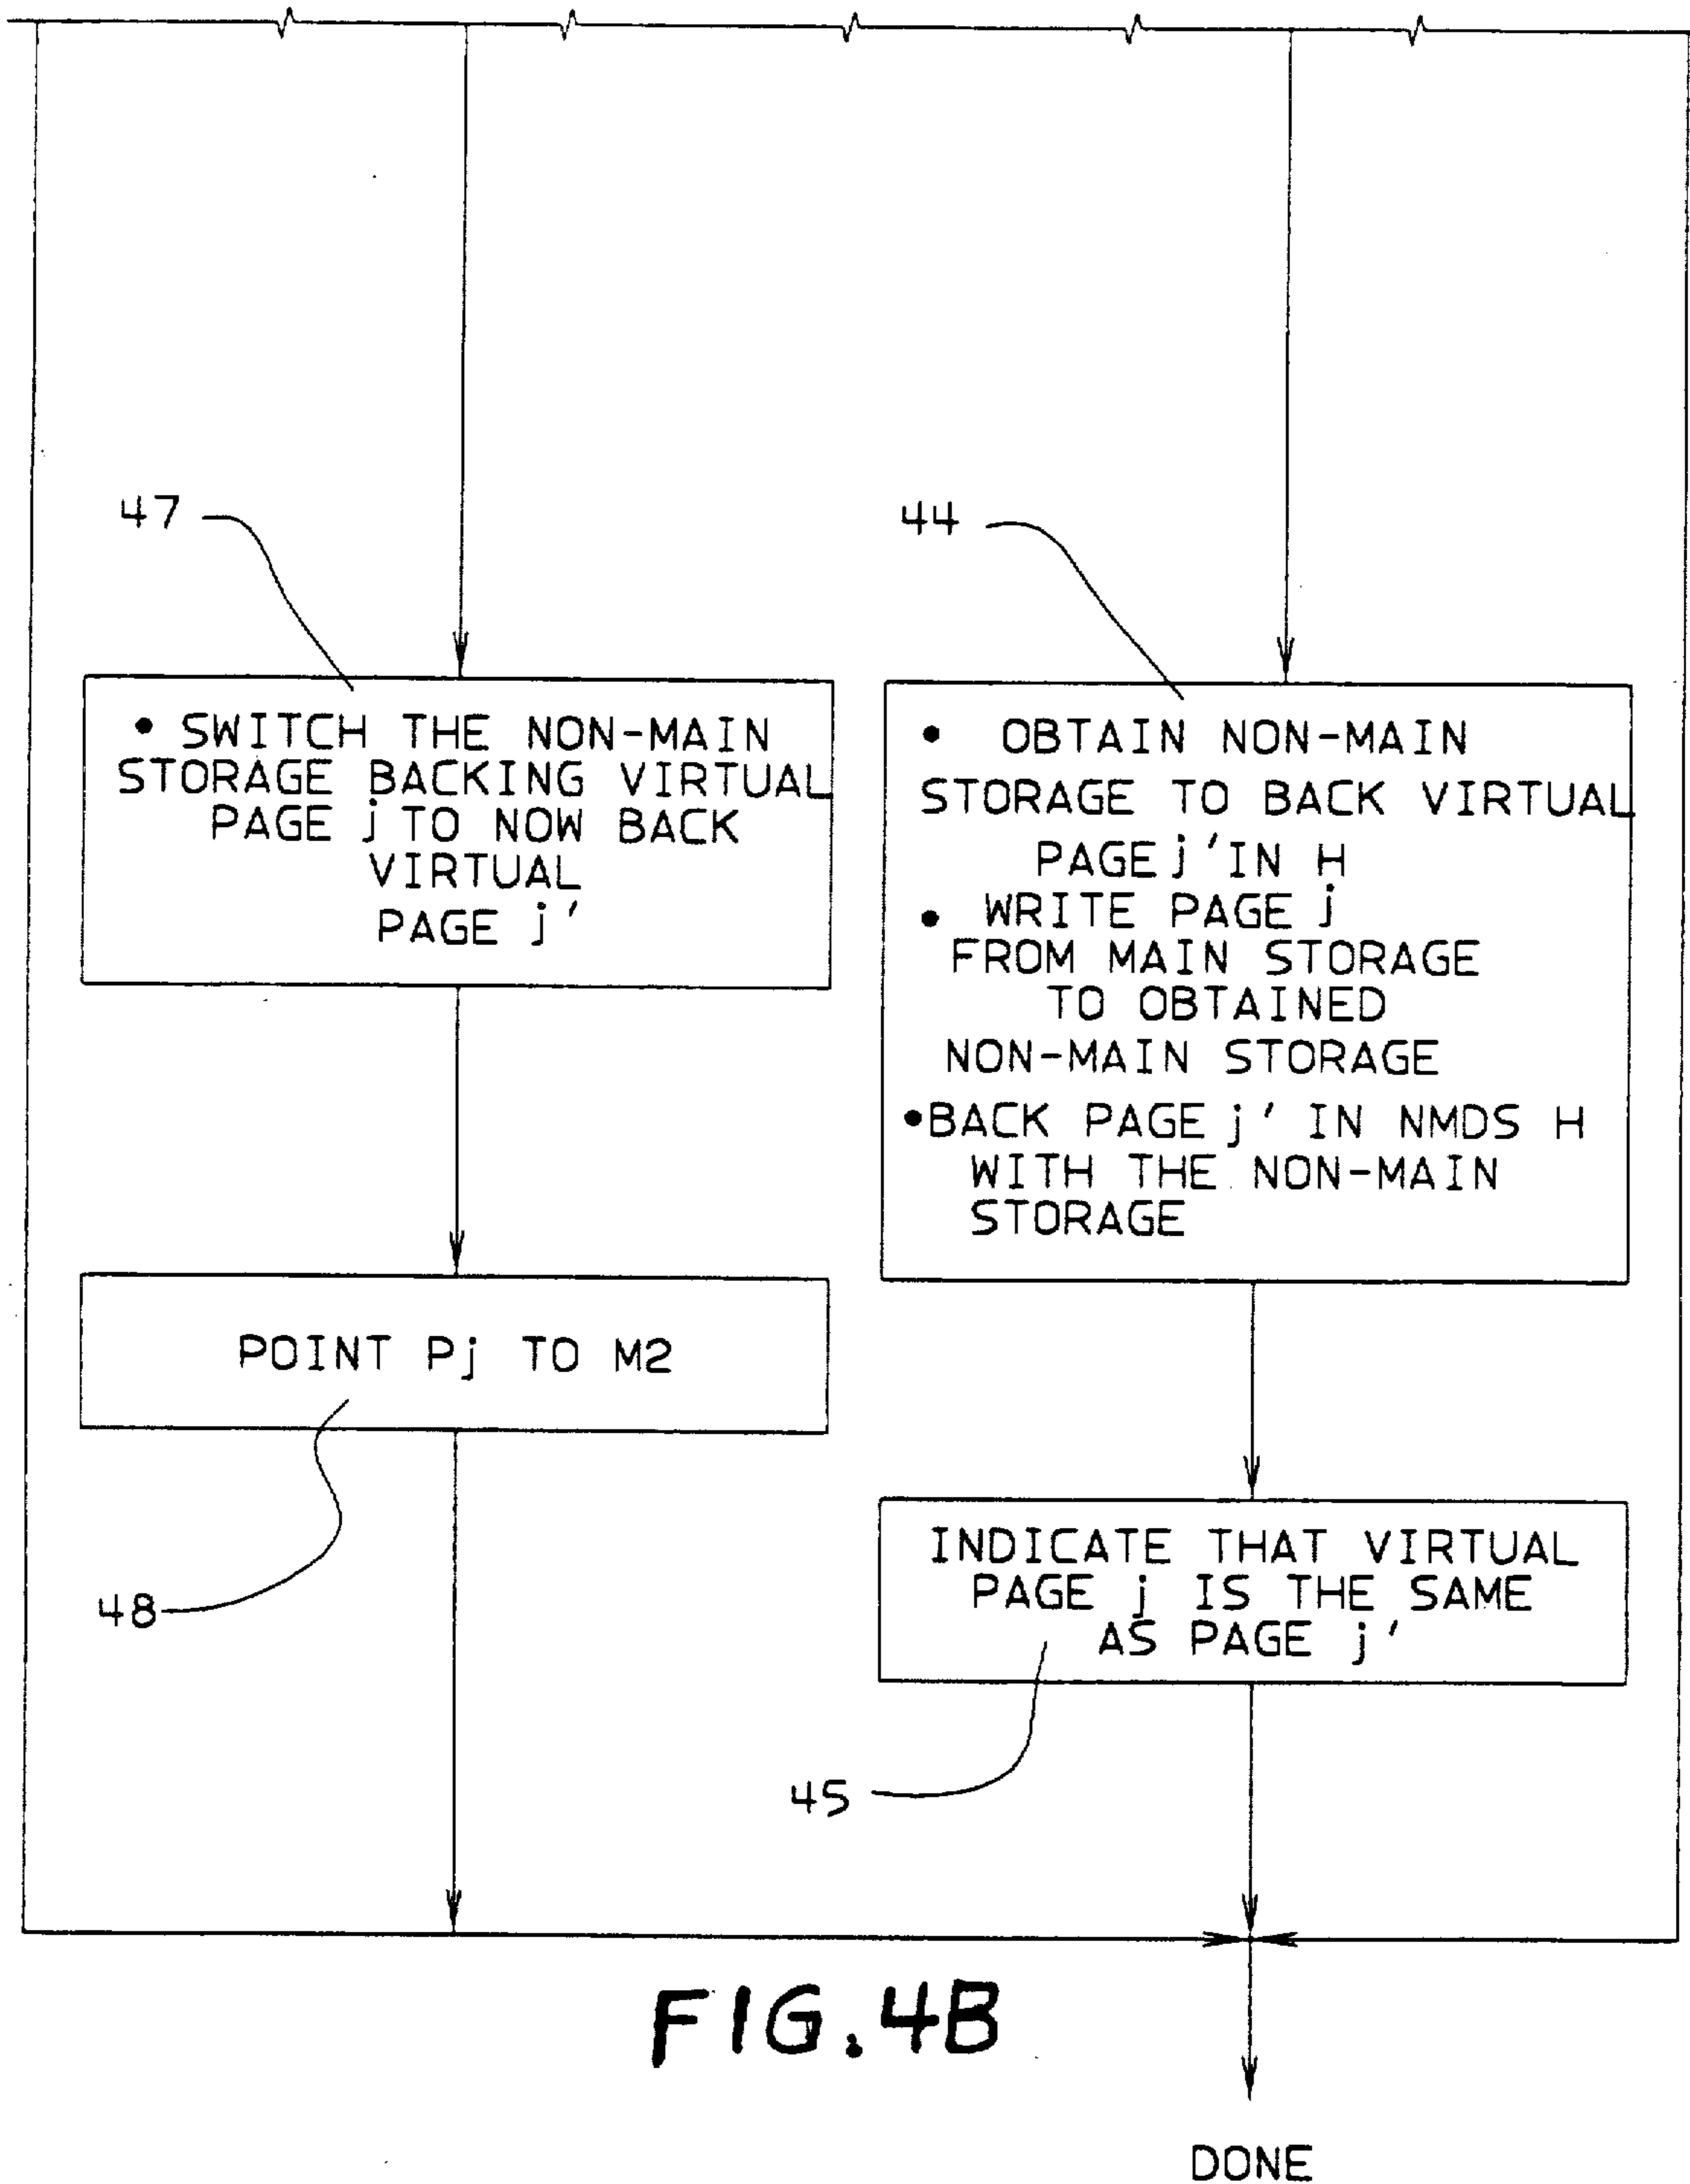 47
• SWITCH THE NON-MAIN
STORAGE BACKING VIRTUAL
PAGE j TO NOW BACK
VIRTUAL
PAGE j'
POINT Pj TO M2
48
44
• OBTAIN NON-MAIN
STORAGE TO BACK VIRTUAL
PAGE j' IN H
• WRITE PAGE j
FROM MAIN STORAGE
TO OBTAINED
NON-MAIN STORAGE
• BACK PAGE j' IN NMDS H
WITH THE NON-MAIN
STORAGE
INDICATE THAT VIRTUAL
PAGE j IS THE SAME
AS PAGE j'
45
FIG. 4B
DONE